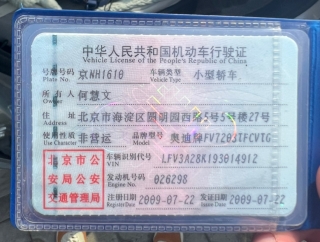 中华人民共和国机动车行驶证
Vehicle License of the People's Republic of China
号牌号码 京NH1610 车辆类型 小型轿车
Plate No. Vehicle Type
所有人 何慧文
Owner
住址 北京市海淀区圆明园西路5号5号楼27号
Address
使用性质 非营运 品牌型号 奥迪牌FV7203TFCVTG
Use Character Model
北京市公 车辆识别代号 LFV3A28K193014912
VIN
安局公安 发动机号码 026298
Engine No.
交通管理局 注册日期 2009-07-22 发证日期 2009-07-22
Register Date Issue Date